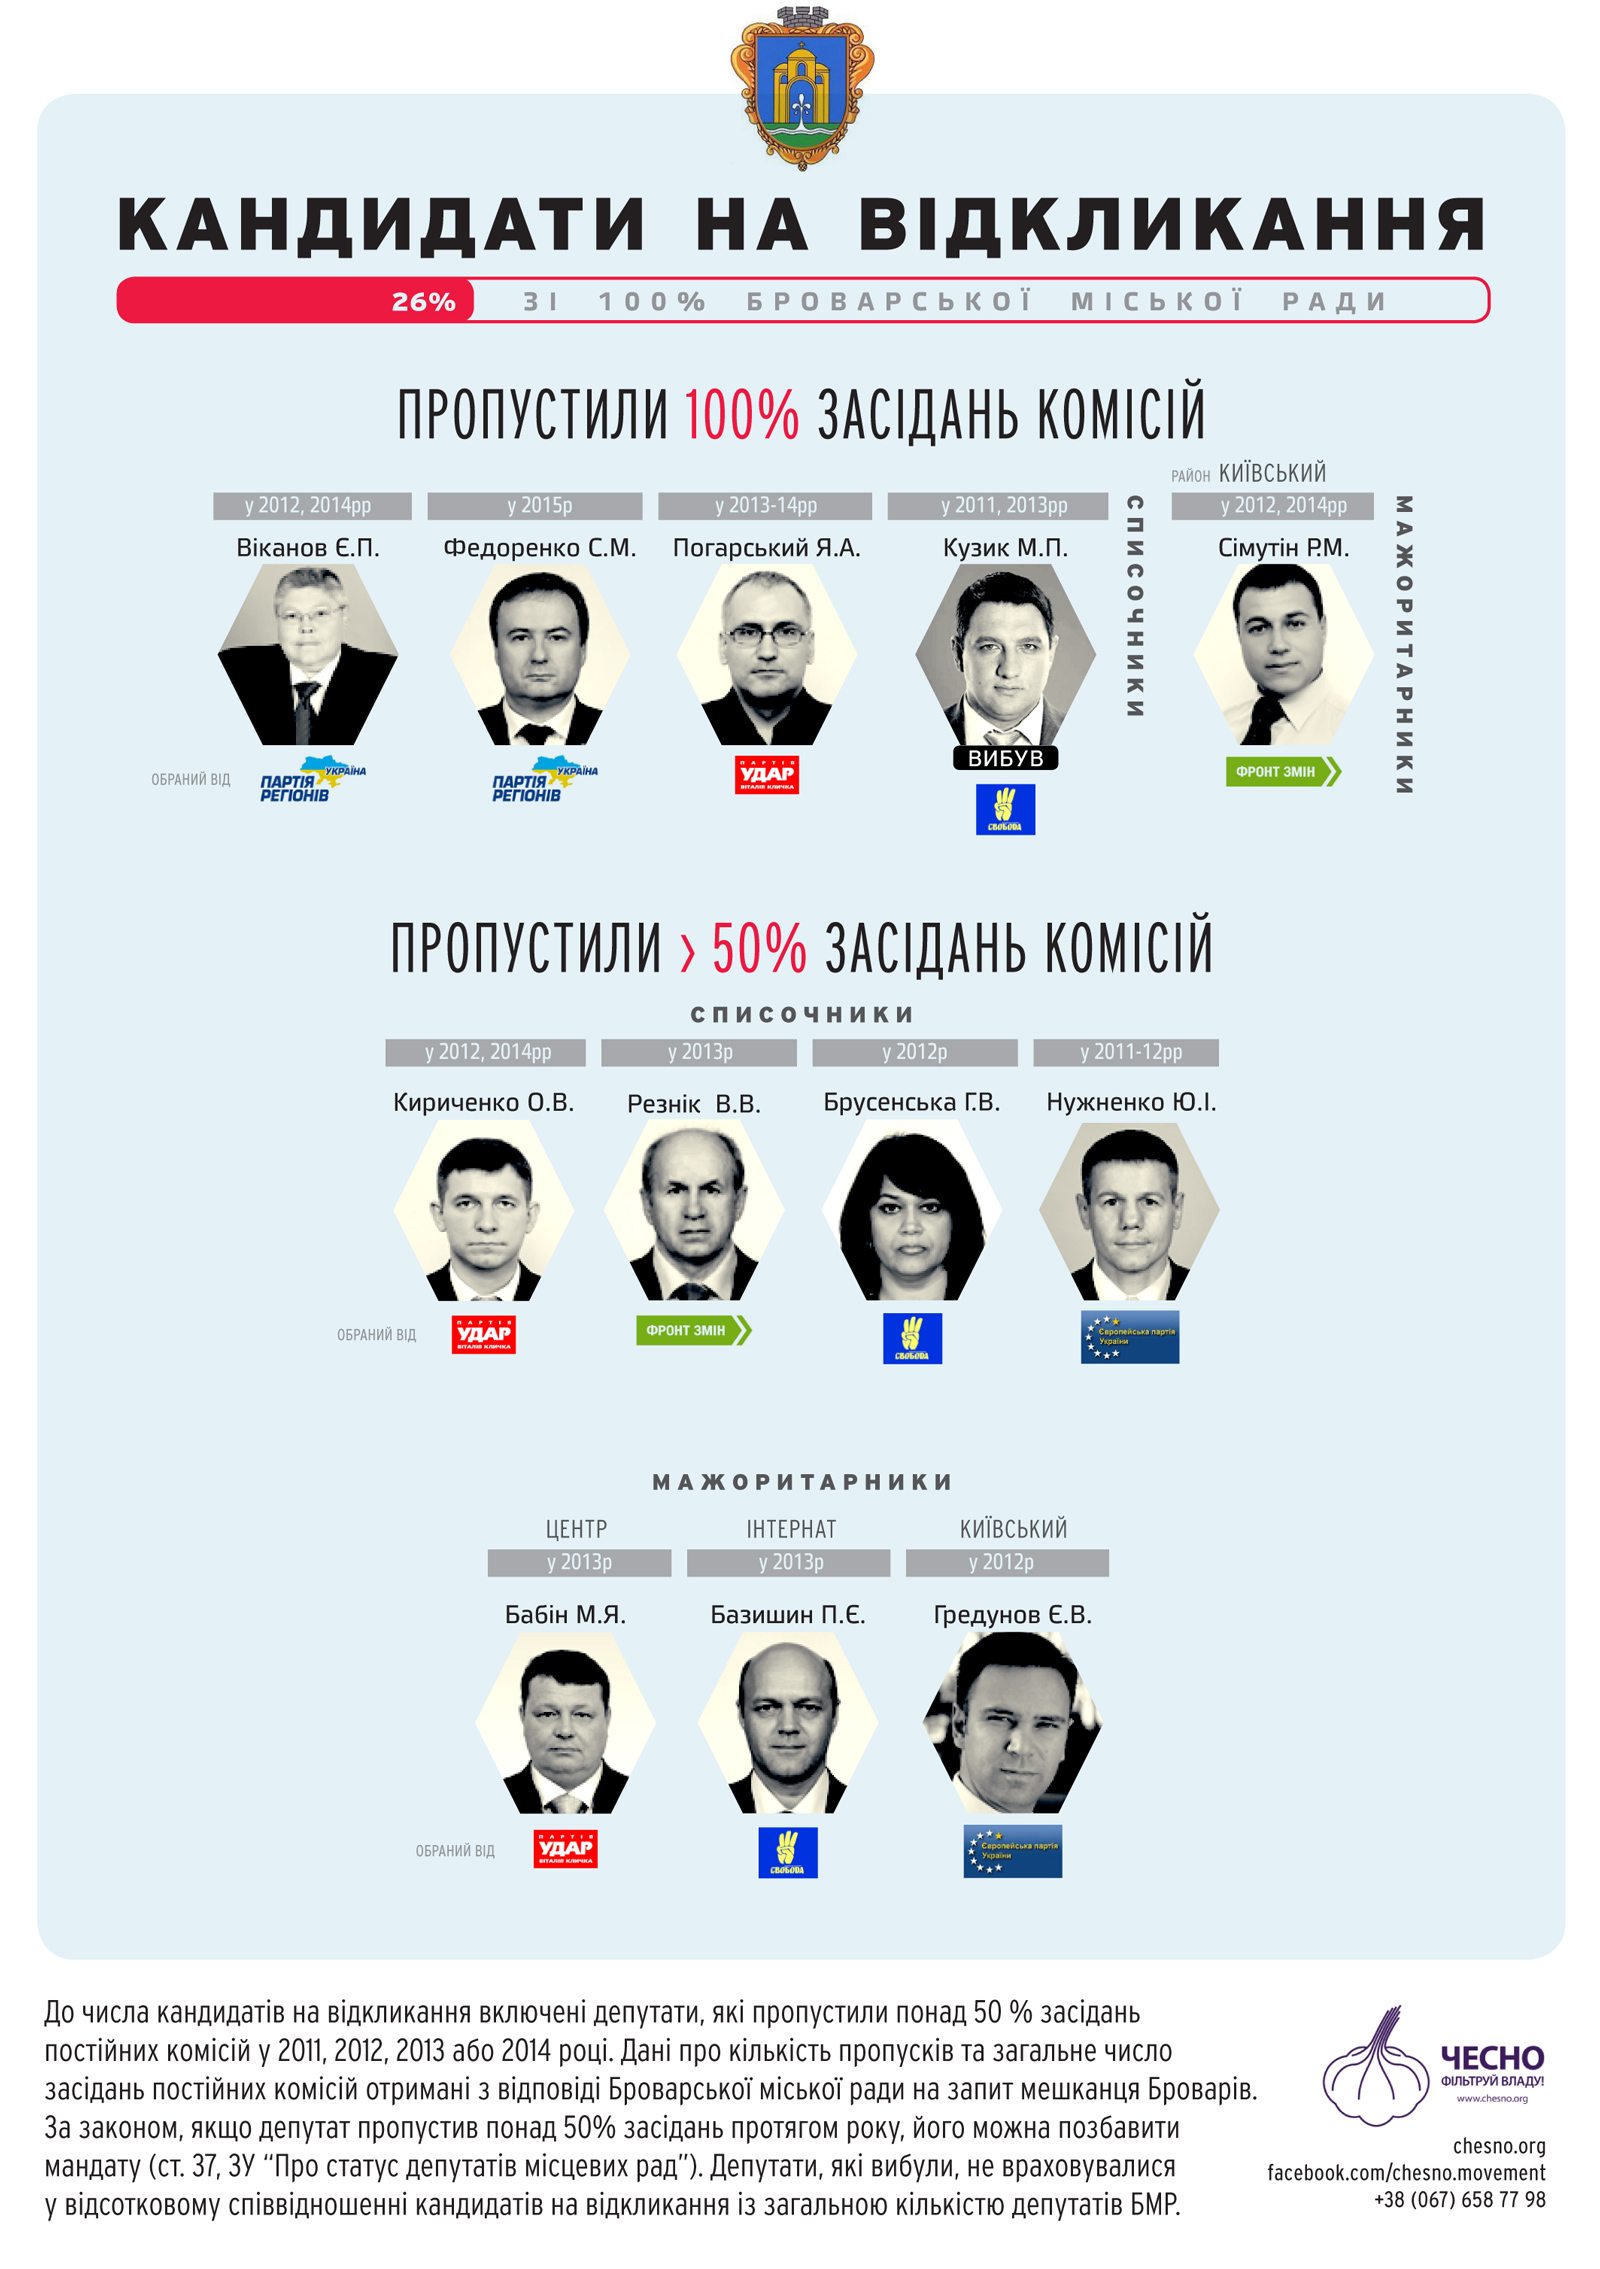 КАНДИДАТИ НА ВІДКЛИКАННЯ
26% ЗІ 100% БРОВАРСЬКОЇ МІСЬКОЇ РАДИ
ПРОПУСТИЛИ 100% ЗАСІДАНЬ КОМІСІЙ
РАЙОН КИЇВСЬКИЙ
у 2012, 2014рр у 2015р у 2013-14рр у 2011, 2013рр у 2012, 2014рр
Віканов Є.П. Федоренко С.М. Погарський Я.А. Кузик М.П. Сімутін Р.М.
СПИСОЧНИКИ
МАЖОРИТАРНИКИ
ВИБУВ
ОБРАНИЙ ВІД
ПАРТІЯ РЕГІОНІВ УКРАЇНА
ПАРТІЯ РЕГІОНІВ УКРАЇНА
ПАРТІЯ УДАР ВІТАЛІЯ КЛИЧКА
СВОБОДА
ФРОНТ ЗМІН
ПРОПУСТИЛИ > 50% ЗАСІДАНЬ КОМІСІЙ
СПИСОЧНИКИ
у 2012, 2014рр у 2013р у 2012р у 2011-12рр
Кириченко О.В. Резнік В.В. Брусенська Г.В. Нужненко Ю.І.
ОБРАНИЙ ВІД
ПАРТІЯ УДАР ВІТАЛІЯ КЛИЧКА
ФРОНТ ЗМІН
СВОБОДА
Європейська партія
України
МАЖОРИТАРНИКИ
ЦЕНТР ІНТЕРНАТ КИЇВСЬКИЙ
у 2013р у 2013р у 2012р
Бабін М.Я. Базишин П.Є. Гредунов Є.В.
ОБРАНИЙ ВІД
ПАРТІЯ УДАР ВІТАЛІЯ КЛИЧКА
СВОБОДА
Європейська партія
України
До числа кандидатів на відкликання включені депутати, які пропустили понад 50 % засідань
постійних комісій у 2011, 2012, 2013 або 2014 році. Дані про кількість пропусків та загальне число
засідань постійних комісій отримані з відповіді Броварської міської ради на запит мешканця Броварів.
За законом, якщо депутат пропустив понад 50% засідань протягом року, його можна позбавити
мандату (ст. 37, ЗУ “Про статус депутатів місцевих рад”). Депутати, які вибули, не враховувалися
у відсотковому співвідношенні кандидатів на відкликання із загальною кількістю депутатів БМР.
ЧЕСНО
ФІЛЬТРУЙ ВЛАДУ!
www.chesno.org
chesno.org
facebook.com/chesno.movement
+38 (067) 658 77 98